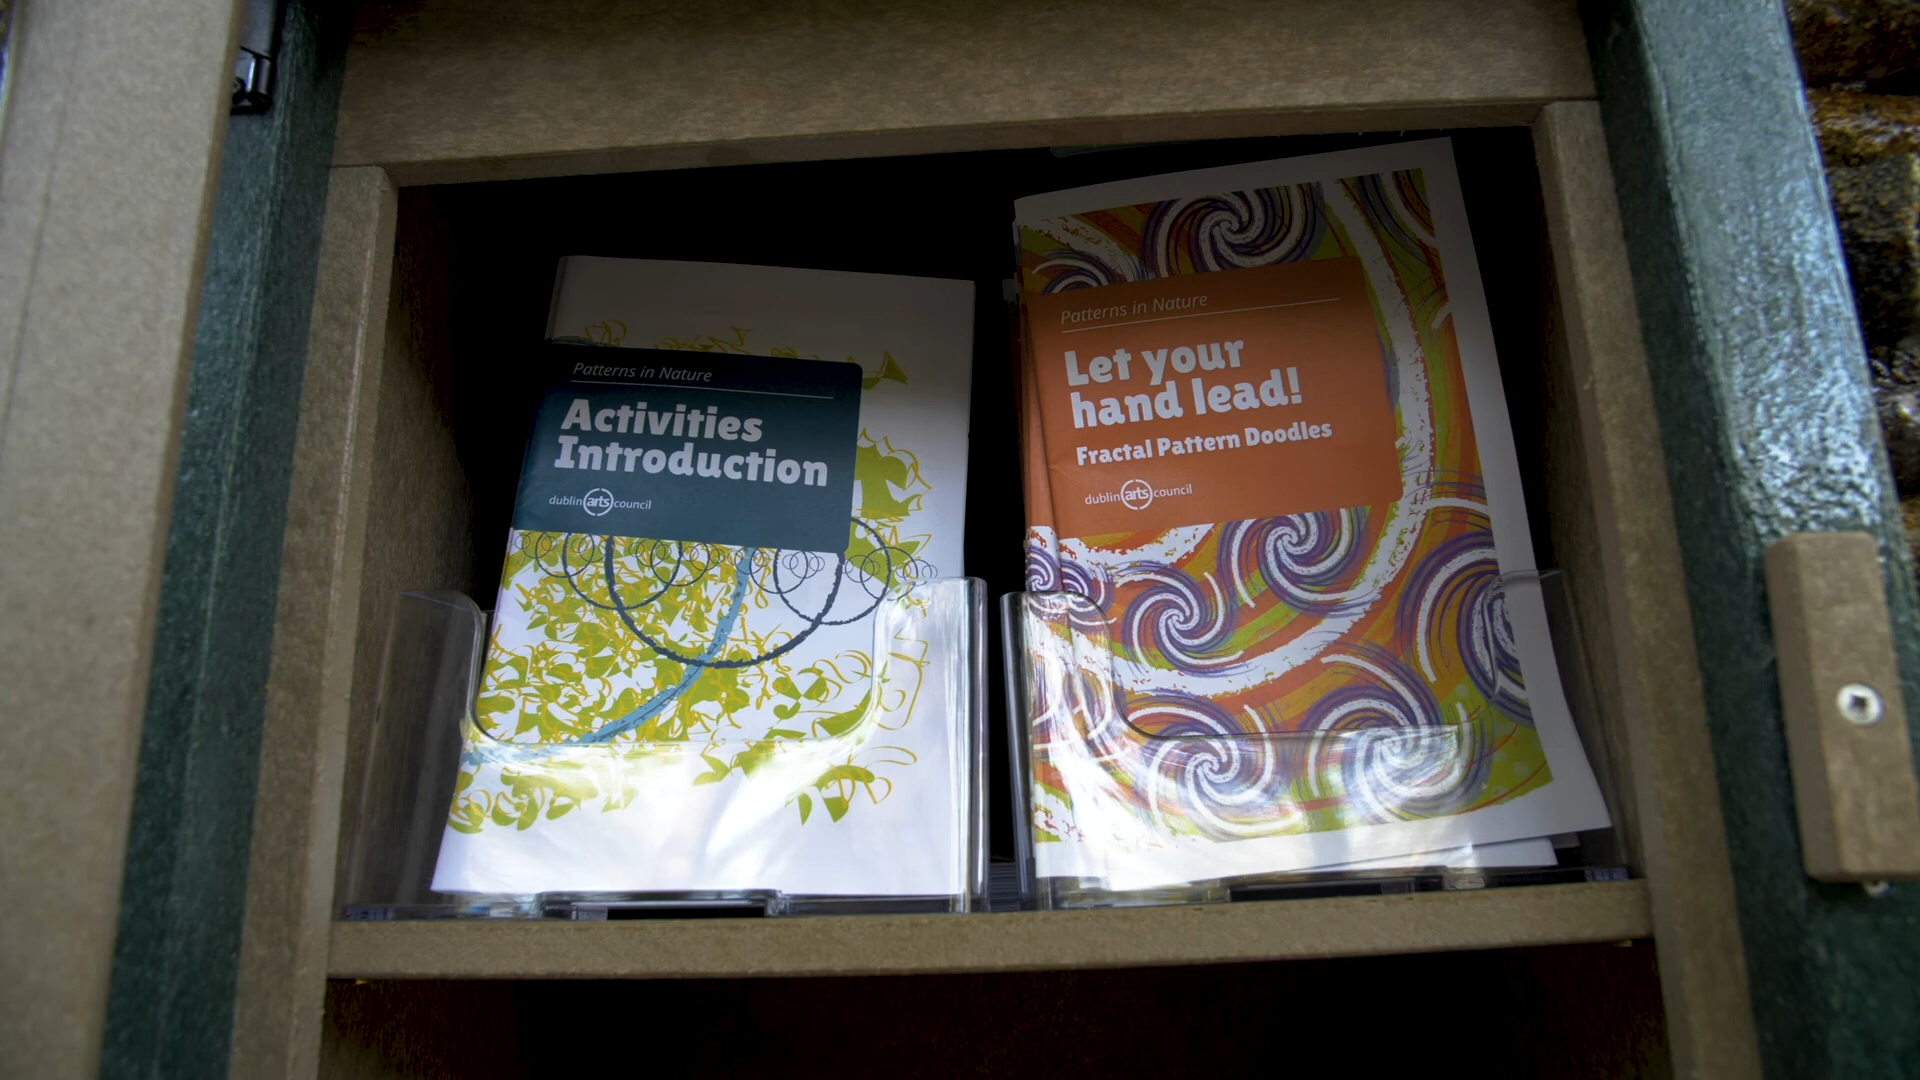 Patterns in Nature
Activities
Introduction
dublin arts council
Patterns in Nature
Let your
hand lead!
Fractal Pattern Doodles
dublin arts council